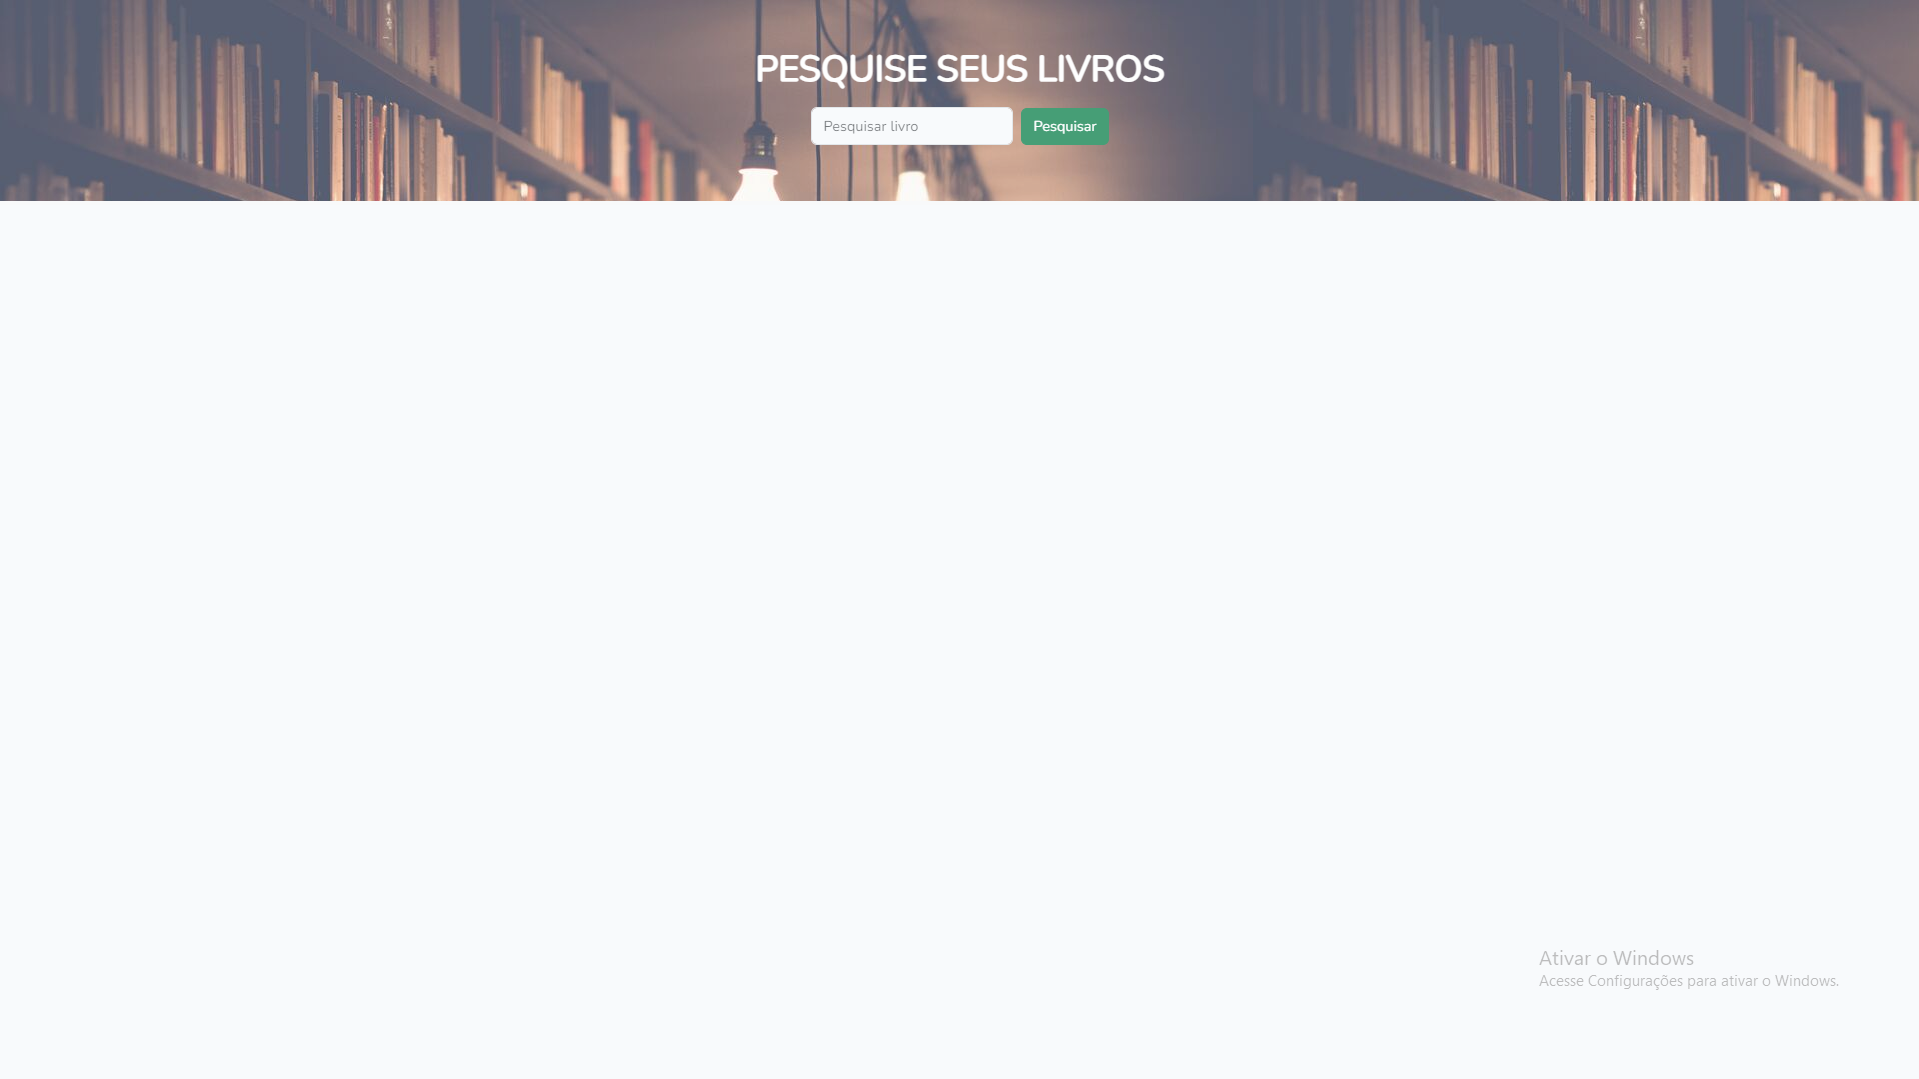 PESQUISE SEUS LIVROS
Pesquisar livro
Pesquisar
Ativar o Windows
Acesse Configurações para ativar o Windows.